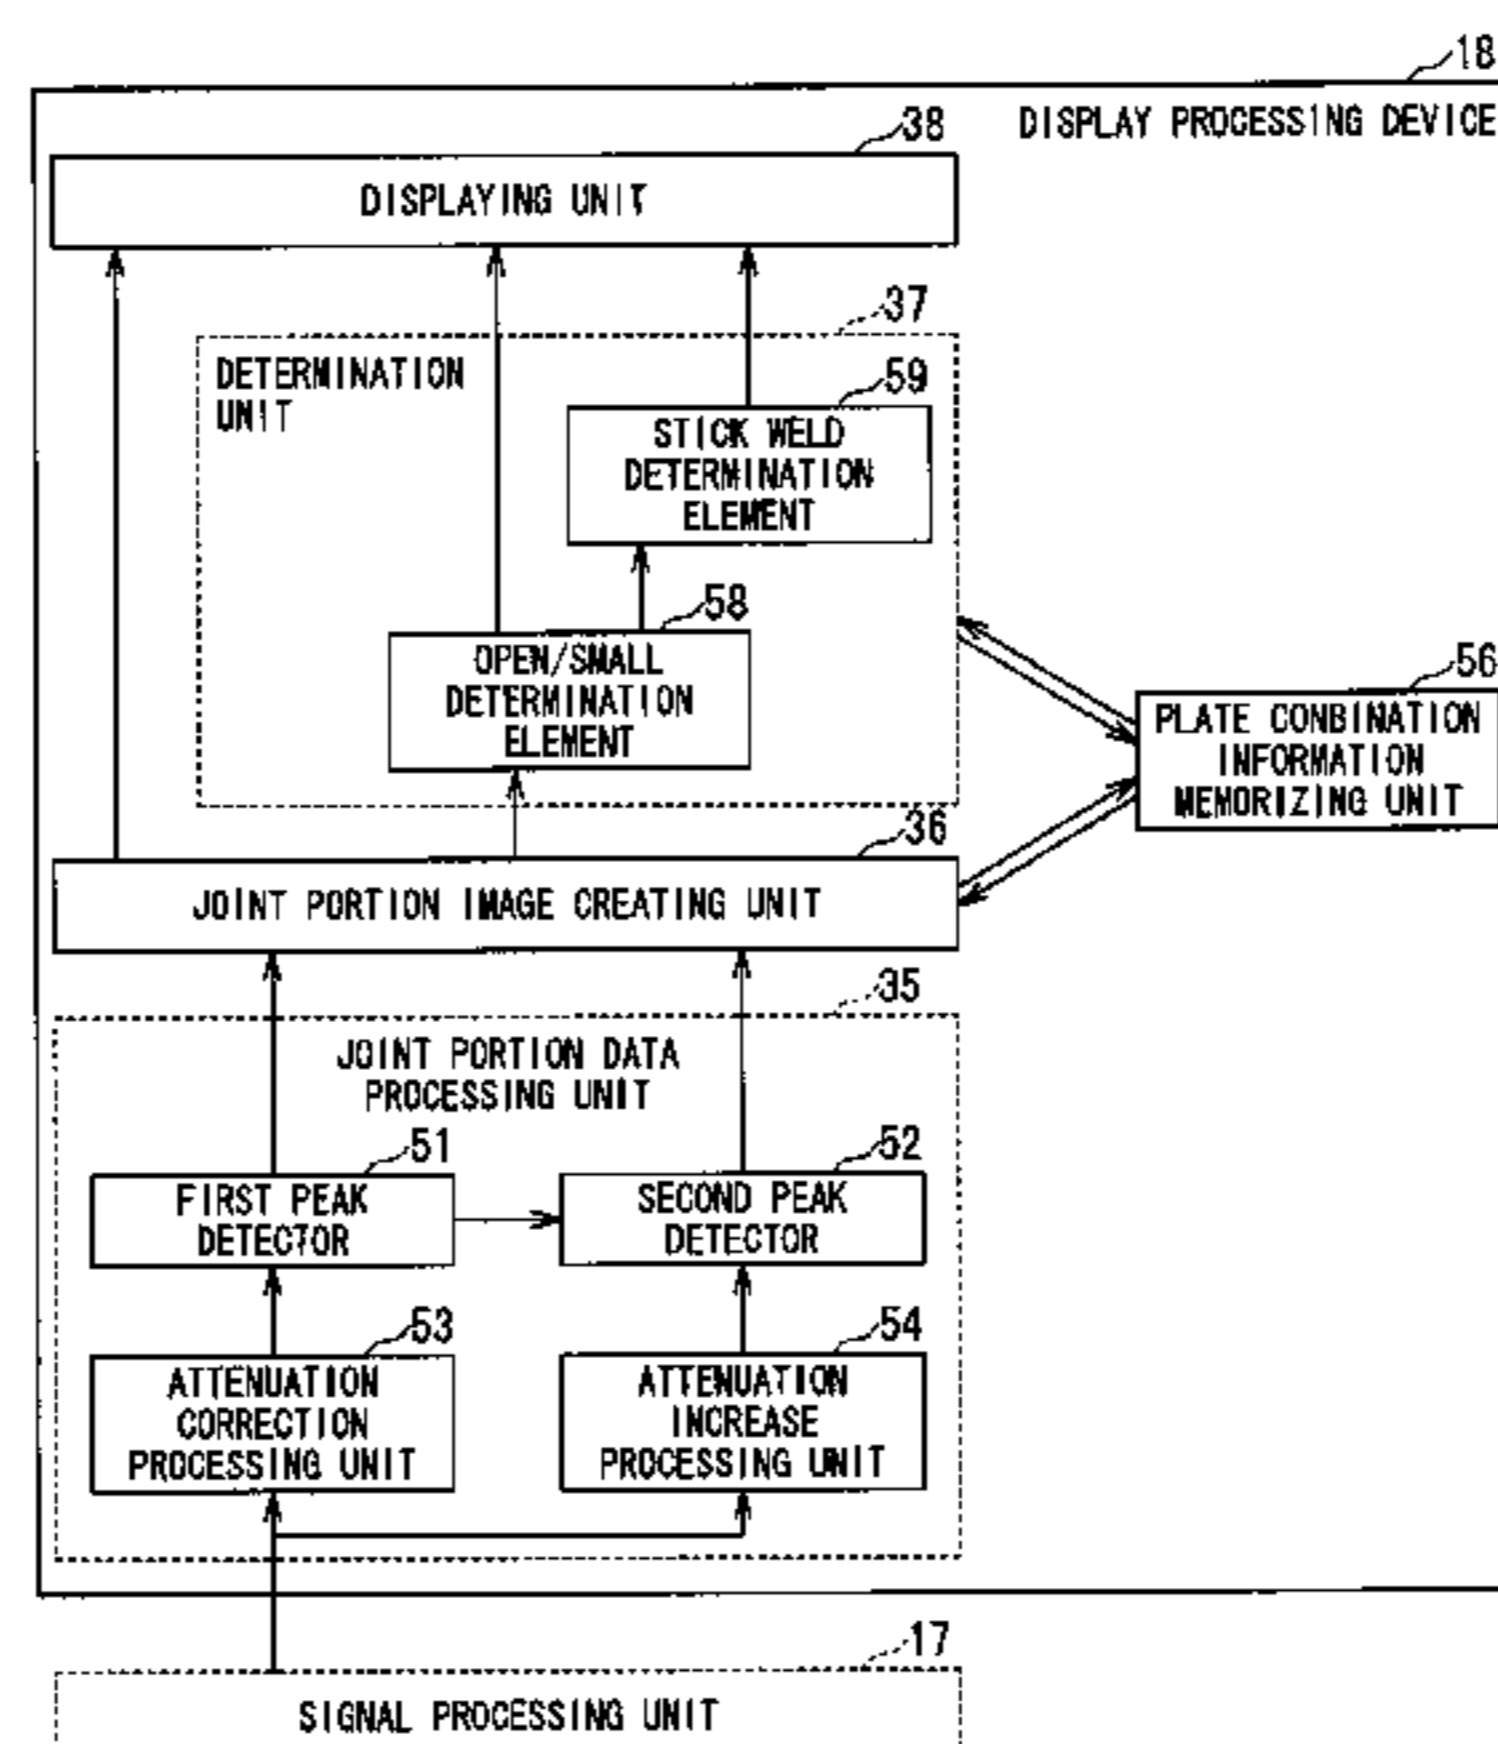 18
DISPLAY PROCESSING DEVICE
38
DISPLAYING UNIT
37
DETERMINATION
UNIT
59
STICK WELD
DETERMINATION
ELEMENT
58
OPEN/SMALL
DETERMINATION
ELEMENT
56
PLATE CONBINATION
INFORMATION
MEMORIZING UNIT
36
JOINT PORTION IMAGE CREATING UNIT
35
JOINT PORTION DATA
PROCESSING UNIT
51
FIRST PEAK
DETECTOR
52
SECOND PEAK
DETECTOR
53
ATTENUATION
CORRECTION
PROCESSING UNIT
54
ATTENUATION
INCREASE
PROCESSING UNIT
17
SIGNAL PROCESSING UNIT